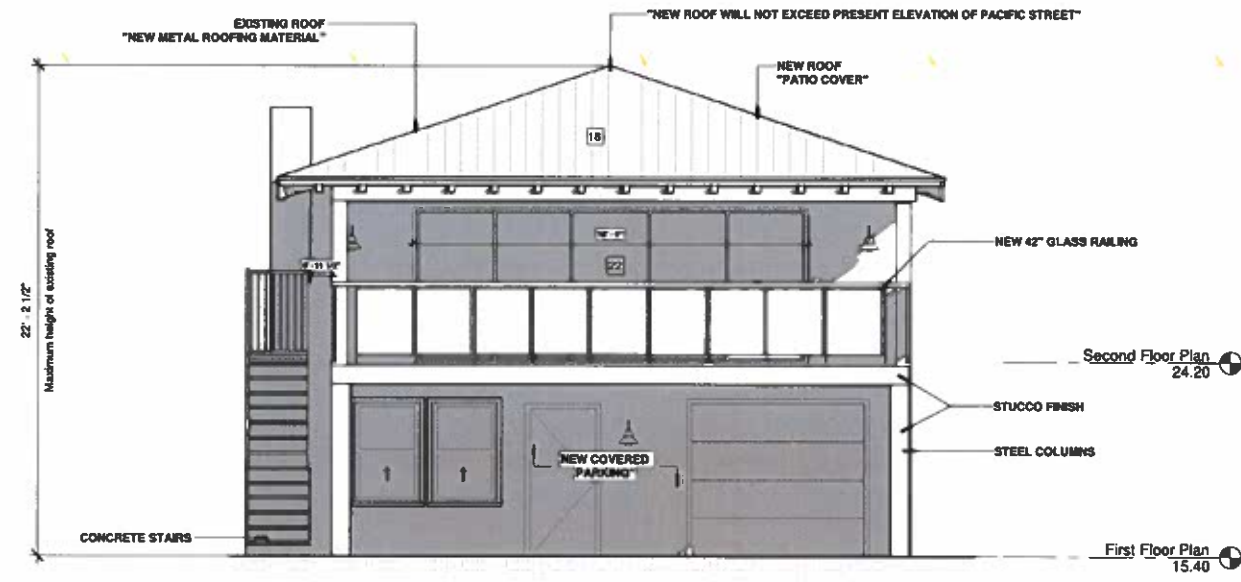 "NEW ROOF WIILL NOT EXCEED PRESENT ELEVATION OF PACIFIC STREET"
EXISTING ROOF
"NEW METAL ROOFING MATERIAL"
NEW ROOF
"PATIO COVER"
18
22
NEW 42" GLASS RAILING
22' - 2 1/2"
Maximum height of existing roof
Second Floor Plan
24.20
STUCCO FINISH
STEEL COLUMNS
NEW COVERED
PARKING"
CONCRETE STAIRS
First Floor Plan
15.40